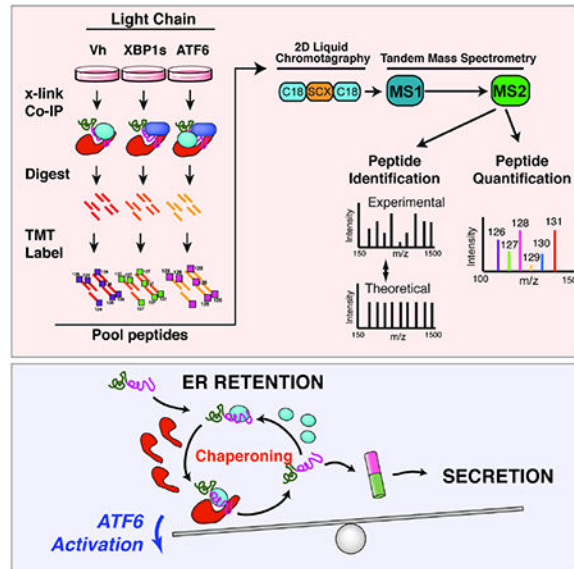 Light Chain
Vh XBP1s ATF6
x-link
Co-IP
Digest
TMT
Label
Pool peptides
2D Liquid
Chromotagraphy
C18 SCX C18
Tandem Mass Spectrometry
MS1 MS2
Peptide
Identification
Experimental
Intensity
150 m/z 1500
Theoretical
Intensity
150 m/z 1500
Peptide
Quantification
Intensity
126 127 128 129 130 131
100 m/z 150
ER RETENTION
Chaperoning
SECRETION
ATF6
Activation